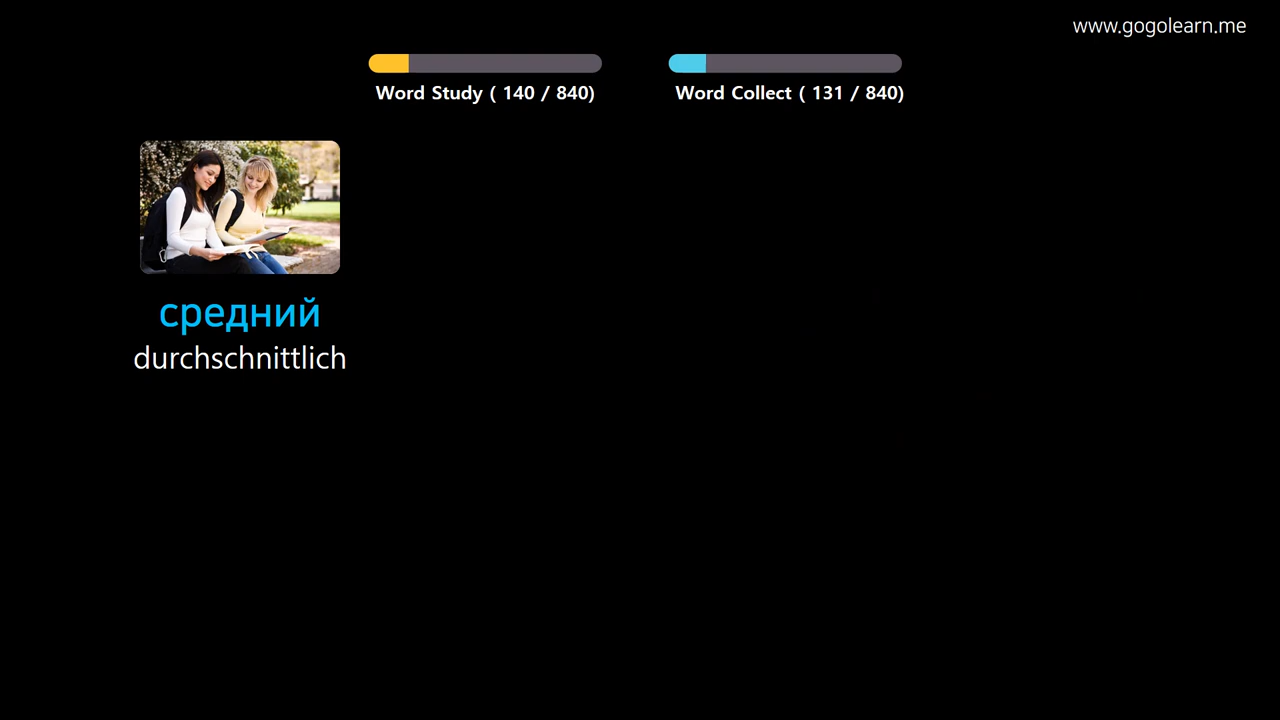 www.gogolearn.me
Word Study ( 140 / 840)
Word Collect ( 131 / 840)
средний
durchschnittlich